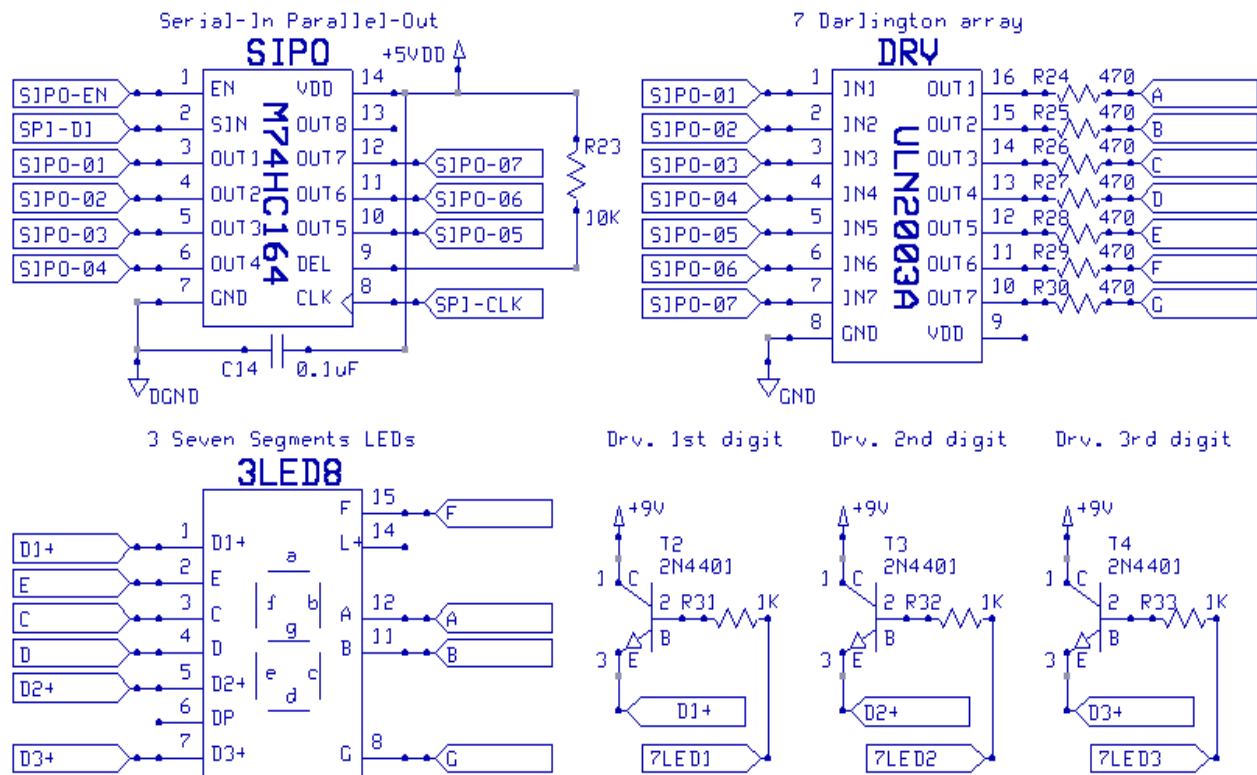 Serial-In Parallel-Out
SIPO
+5VDD
SIPO-EN 1 EN VDD 14
SPI-DI 2 SIN OUT8 13
SIPO-01 3 OUT1 OUT7 12 SIPO-07
SIPO-02 4 OUT2 OUT6 11 SIPO-06
SIPO-03 5 OUT3 OUT5 10 SIPO-05
SIPO-04 6 OUT4 DEL 9
7 GND CLK 8 SPI-CLK
M74HC164
R23
10K
C14 0.1uF
DGND
7 Darlington array
DRV
SIPO-01 1 IN1 OUT1 16 R24 470 A
SIPO-02 2 IN2 OUT2 15 R25 470 B
SIPO-03 3 IN3 OUT3 14 R26 470 C
SIPO-04 4 IN4 OUT4 13 R27 470 D
SIPO-05 5 IN5 OUT5 12 R28 470 E
SIPO-06 6 IN6 OUT6 11 R29 470 F
SIPO-07 7 IN7 OUT7 10 R30 470 G
8 GND VDD 9
ULN2003A
GND
3 Seven Segments LEDs
3LED8
F 15 F
D1+ 1 D1+ L+ 14
E 2 E
C 3 C A 12 A
D 4 D B 11 B
D2+ 5 D2+
6 DP
D3+ 7 D3+ G 8 G
a
f b
g
e c
d
Drv. 1st digit
+9V
T2
2N4401
1 C
2 R31 1K
B
3 E
D1+
7LED1
Drv. 2nd digit
+9V
T3
2N4401
1 C
2 R32 1K
B
3 E
D2+
7LED2
Drv. 3rd digit
+9V
T4
2N4401
1 C
2 R33 1K
B
3 E
D3+
7LED3